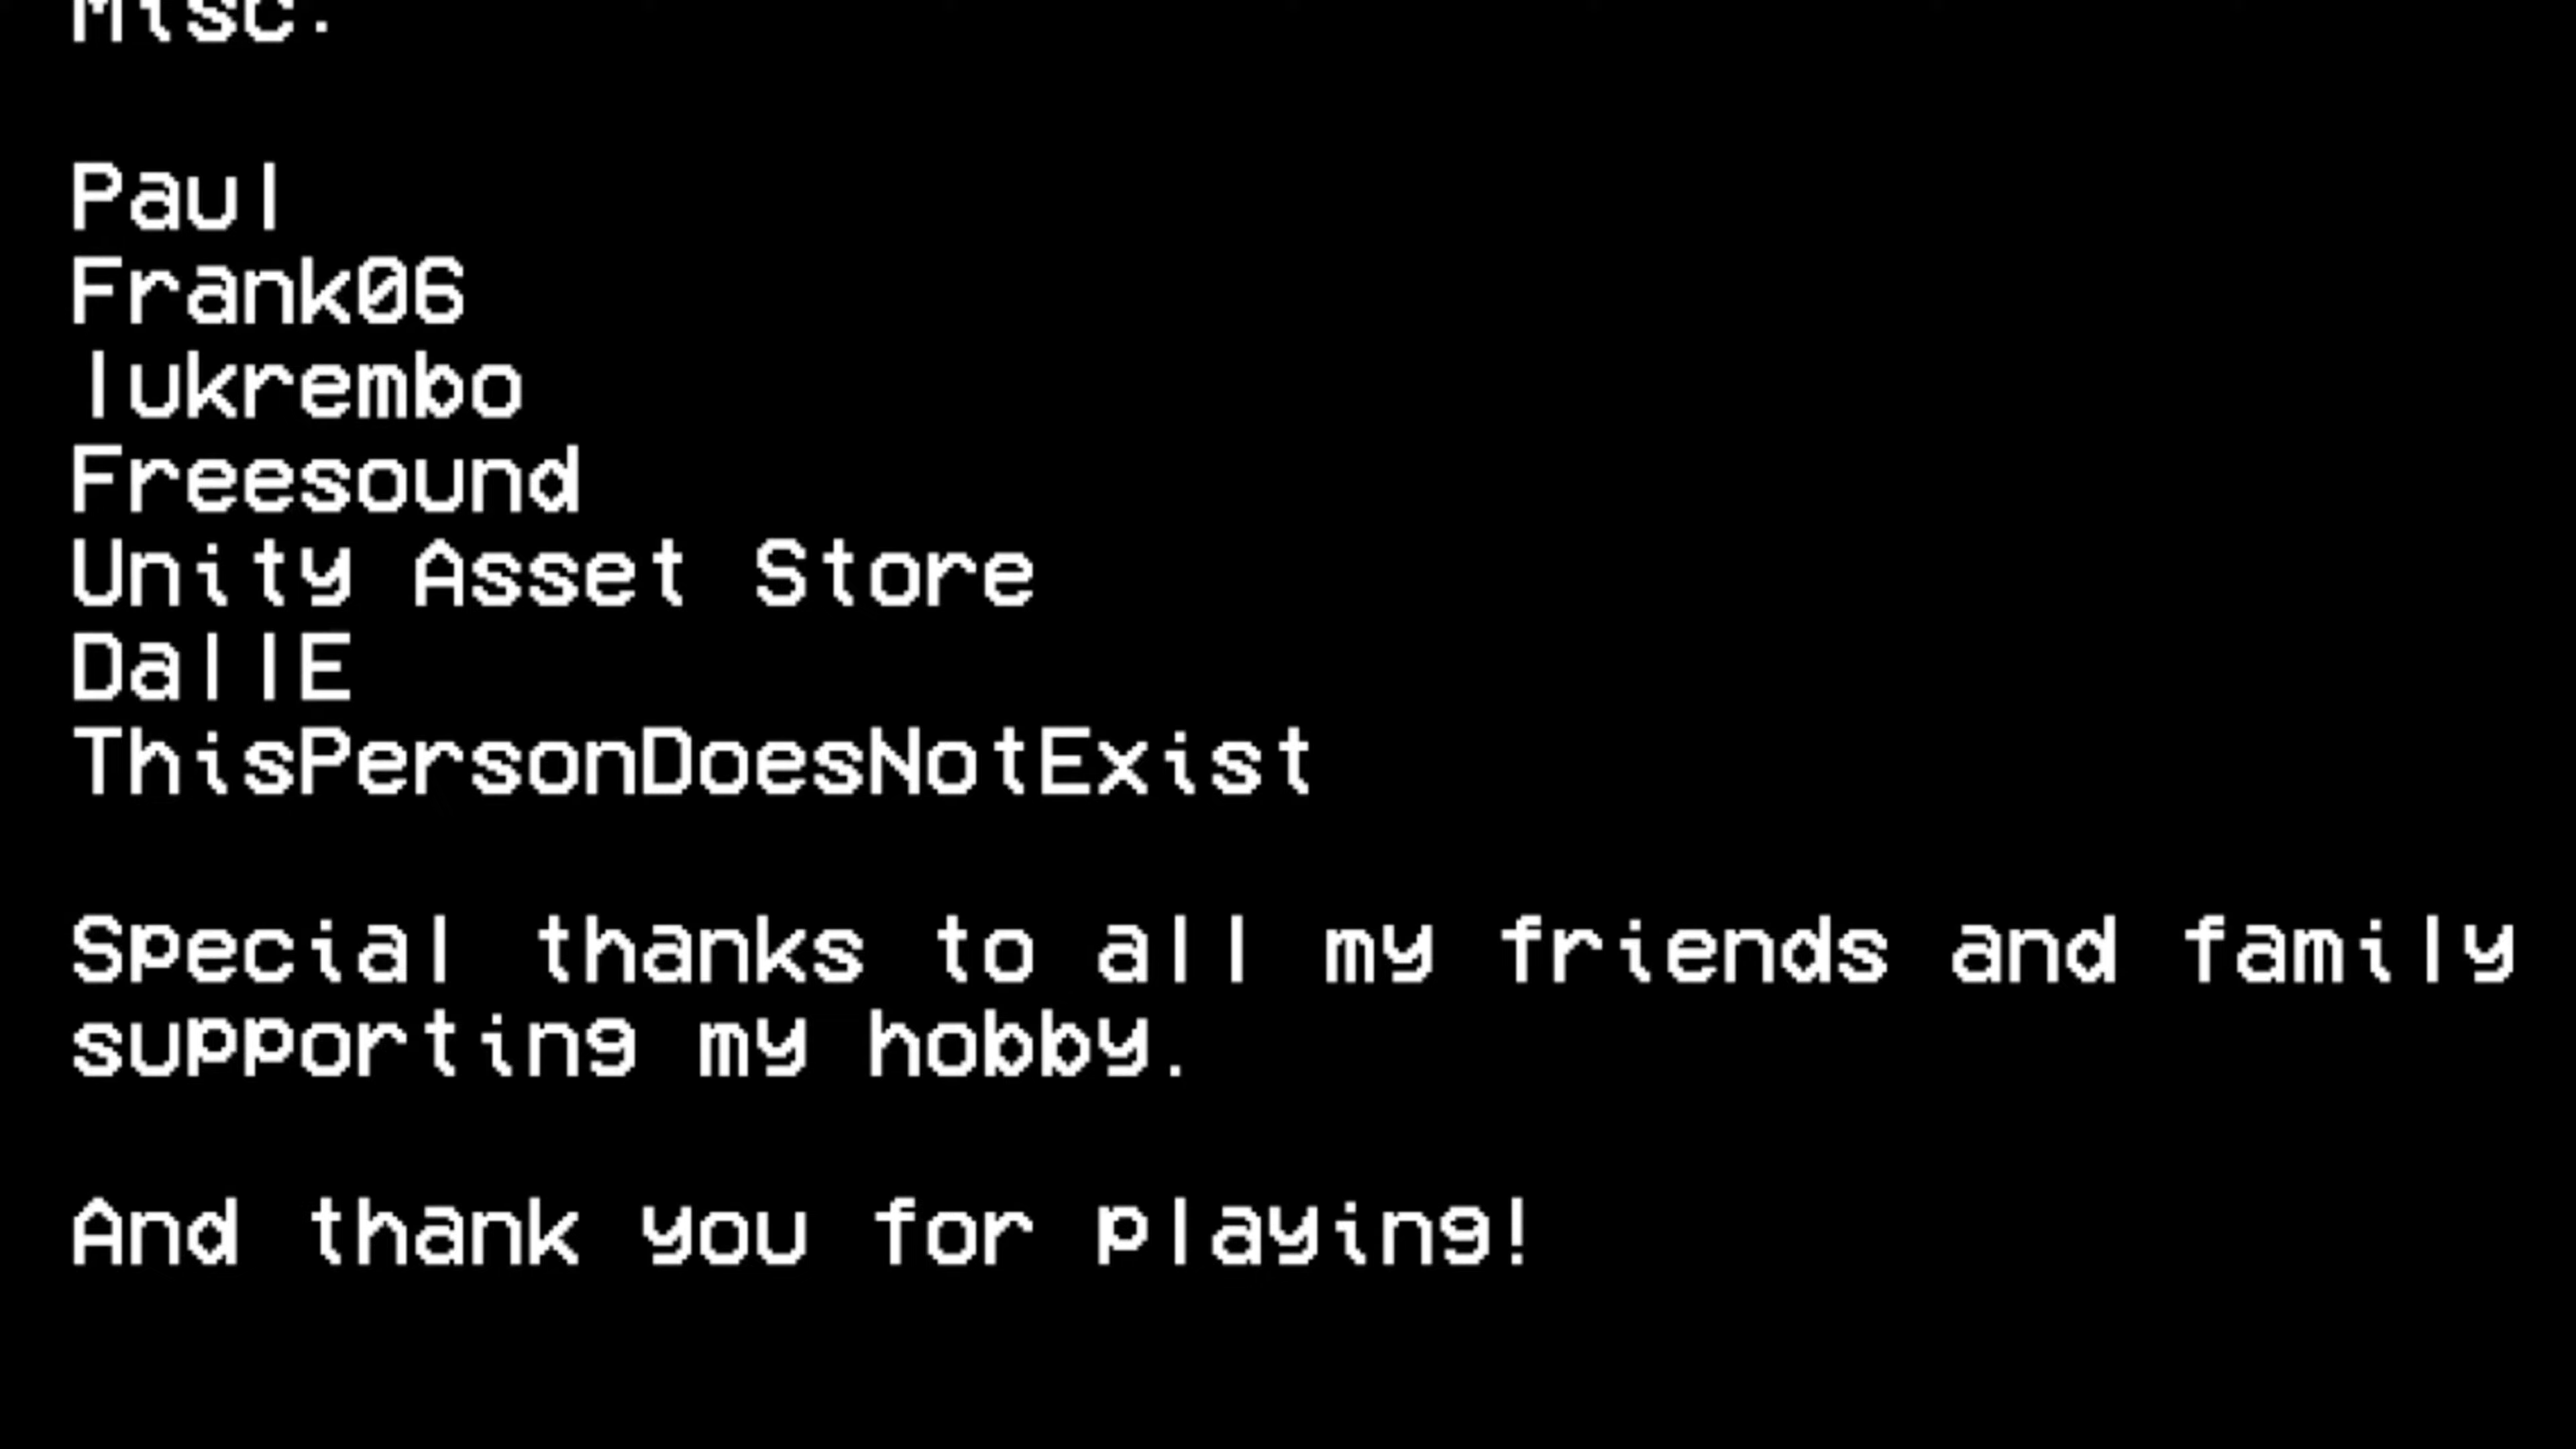 Misc.
Paul
Frank06
lukrembo
Freesound
Unity Asset Store
DallE
ThisPersonDoesNotExist
Special thanks to all my friends and family
supporting my hobby.
And thank you for playing!